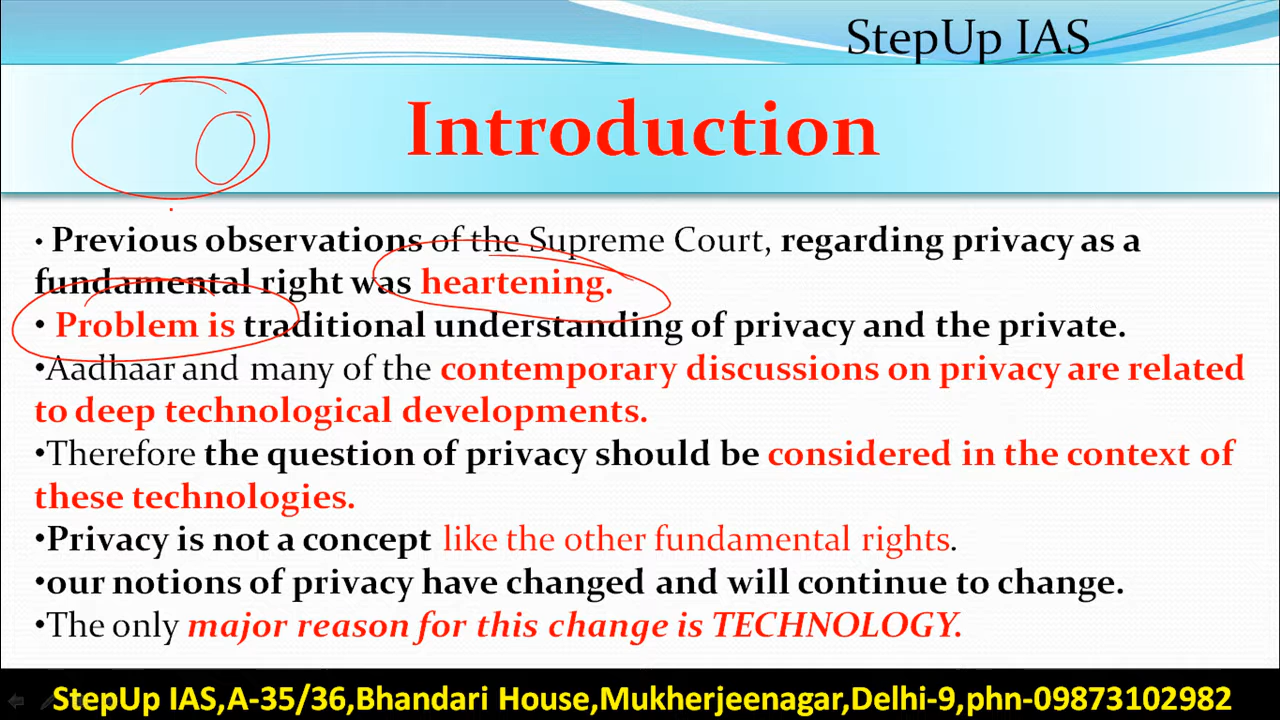 StepUp IAS
Introduction
• Previous observations of the Supreme Court, regarding privacy as a
fundamental right was heartening.
• Problem is traditional understanding of privacy and the private.
•Aadhaar and many of the contemporary discussions on privacy are related
to deep technological developments.
•Therefore the question of privacy should be considered in the context of
these technologies.
•Privacy is not a concept like the other fundamental rights.
•our notions of privacy have changed and will continue to change.
•The only major reason for this change is TECHNOLOGY.
StepUp IAS,A-35/36,Bhandari House,Mukherjeenagar,Delhi-9,phn-09873102982